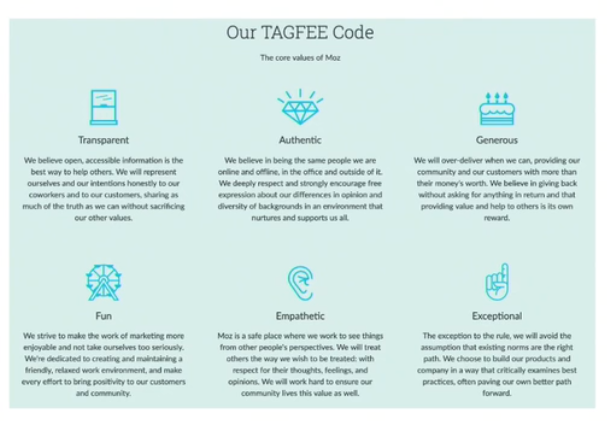 Our TAGFEE Code
The core values of Moz
Transparent
We believe open, accessible information is the
best way to help others. We will represent
ourselves and our intentions honestly to our
coworkers and to our customers, sharing as
much of the truth as we can without sacrificing
our other values.
Authentic
We believe in being the same people we are
online and offline, in the office and outside of it.
We deeply respect and strongly encourage free
expression about our differences in opinion and
diversity of backgrounds in an environment that
nurtures and supports us all.
Generous
We will over-deliver when we can, providing our
community and our customers with more than
their money's worth. We believe in giving back
without asking for anything in return and that
providing value and help to others is its own
reward.
Fun
We strive to make the work of marketing more
enjoyable and not take ourselves too seriously.
We're dedicated to creating and maintaining a
friendly, relaxed work environment, and make
every effort to bring positivity to our customers
and community.
Empathetic
Moz is a safe place where we work to see things
from other people's perspectives. We will treat
others the way we wish to be treated: with
respect for their thoughts, feelings, and
opinions. We will work hard to ensure our
community lives this value as well.
Exceptional
The exception to the rule, we will avoid the
assumption that existing norms are the right
path. We choose to build our products and
company in a way that critically examines best
practices, often paving our own better path
forward.